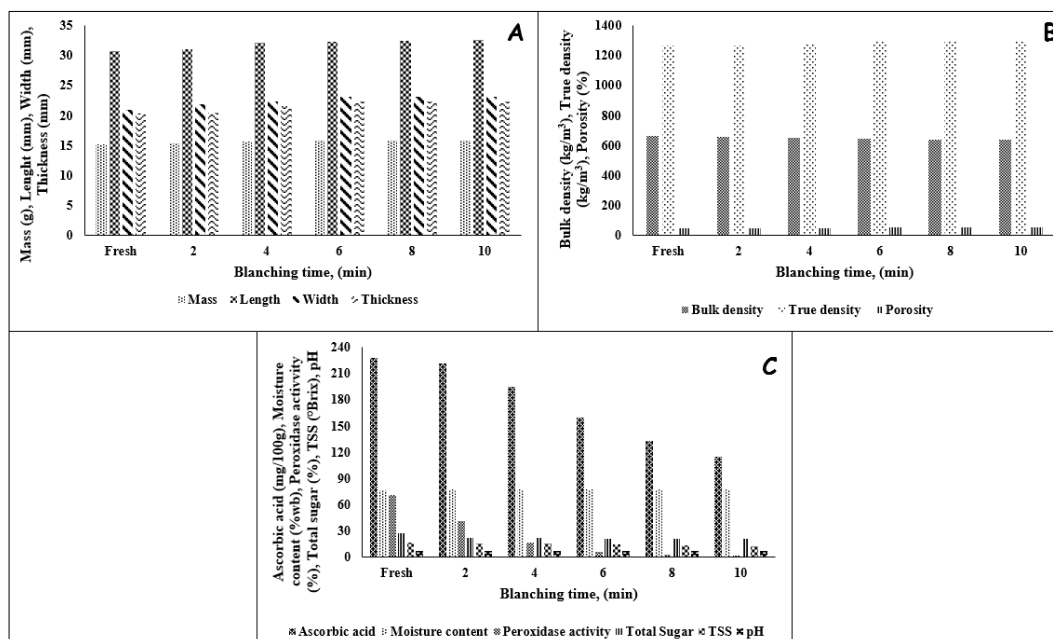 A
Mass (g), Lenght (mm), Width (mm),
Thickness (mm)
35
30
25
20
15
10
5
0
Fresh 2 4 6 8 10
Blanching time, (min)
Mass Length Width Thickness
B
Bulk density (kg/m³), True density
(kg/m³), Porosity (%)
1400
1200
1000
800
600
400
200
0
Fresh 2 4 6 8 10
Blanching time, (min)
Bulk density True density Porosity
C
Ascorbic acid (mg/100g), Moisture
content (%wb), Peroxidase activvity
(%), Total sugar (%), TSS (°Brix), pH
240
210
180
150
120
90
60
30
0
Fresh 2 4 6 8 10
Blanching time, (min)
Ascorbic acid Moisture content Peroxidase activity Total Sugar TSS pH